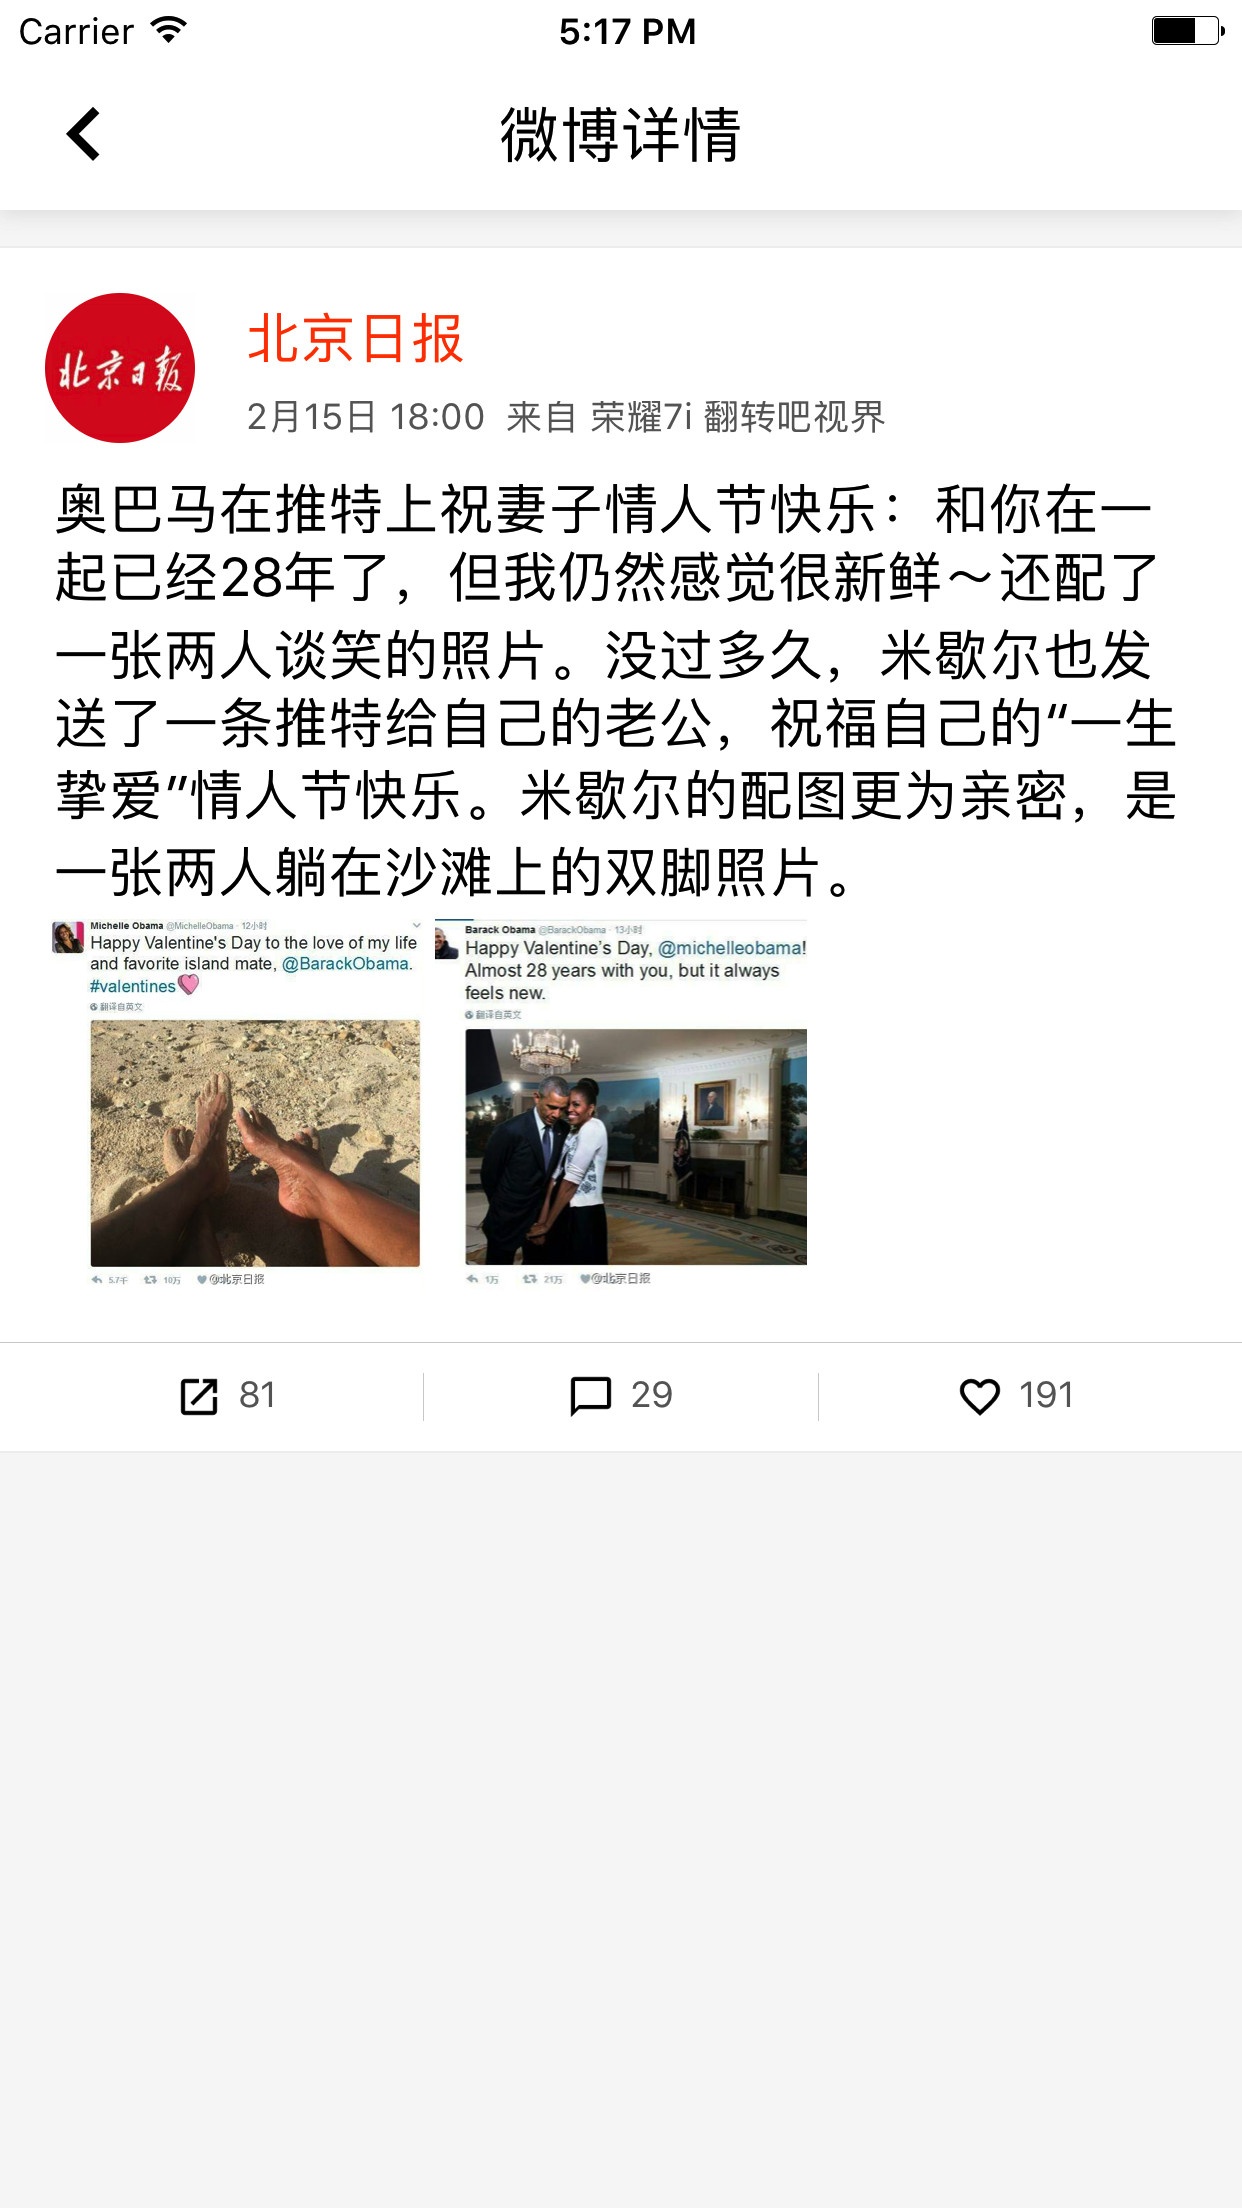 Carrier 5:17 PM
微博详情
北京日报
北京日报
2月15日 18:00 来自 荣耀7i 翻转吧视界
奥巴马在推特上祝妻子情人节快乐：和你在一
起已经28年了，但我仍然感觉很新鲜～还配了
一张两人谈笑的照片。没过多久，米歇尔也发
送了一条推特给自己的老公，祝福自己的“一生
挚爱”情人节快乐。米歇尔的配图更为亲密，是
一张两人躺在沙滩上的双脚照片。
Michelle Obama @MichelleObama · 12小时
Happy Valentine's Day to the love of my life
and favorite island mate, @BarackObama.
#valentines
翻译自英文
5.7千 10万 @北京日报
Barack Obama @BarackObama · 13小时
Happy Valentine's Day, @michelleobama!
Almost 28 years with you, but it always
feels new.
翻译自英文
1万 21万 @北京日报
81 29 191